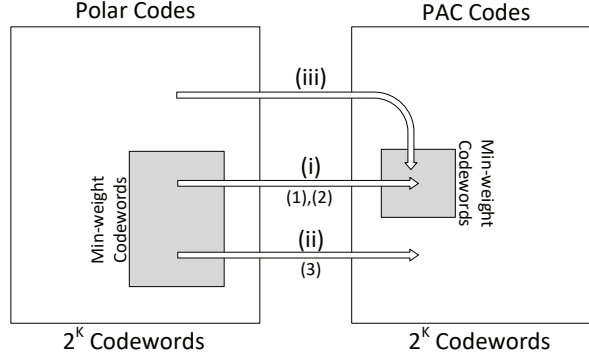 Polar Codes
PAC Codes
(iii)
(i)
(1),(2)
(ii)
(3)
Min-weight
Codewords
Min-weight
Codewords
2^K Codewords
2^K Codewords